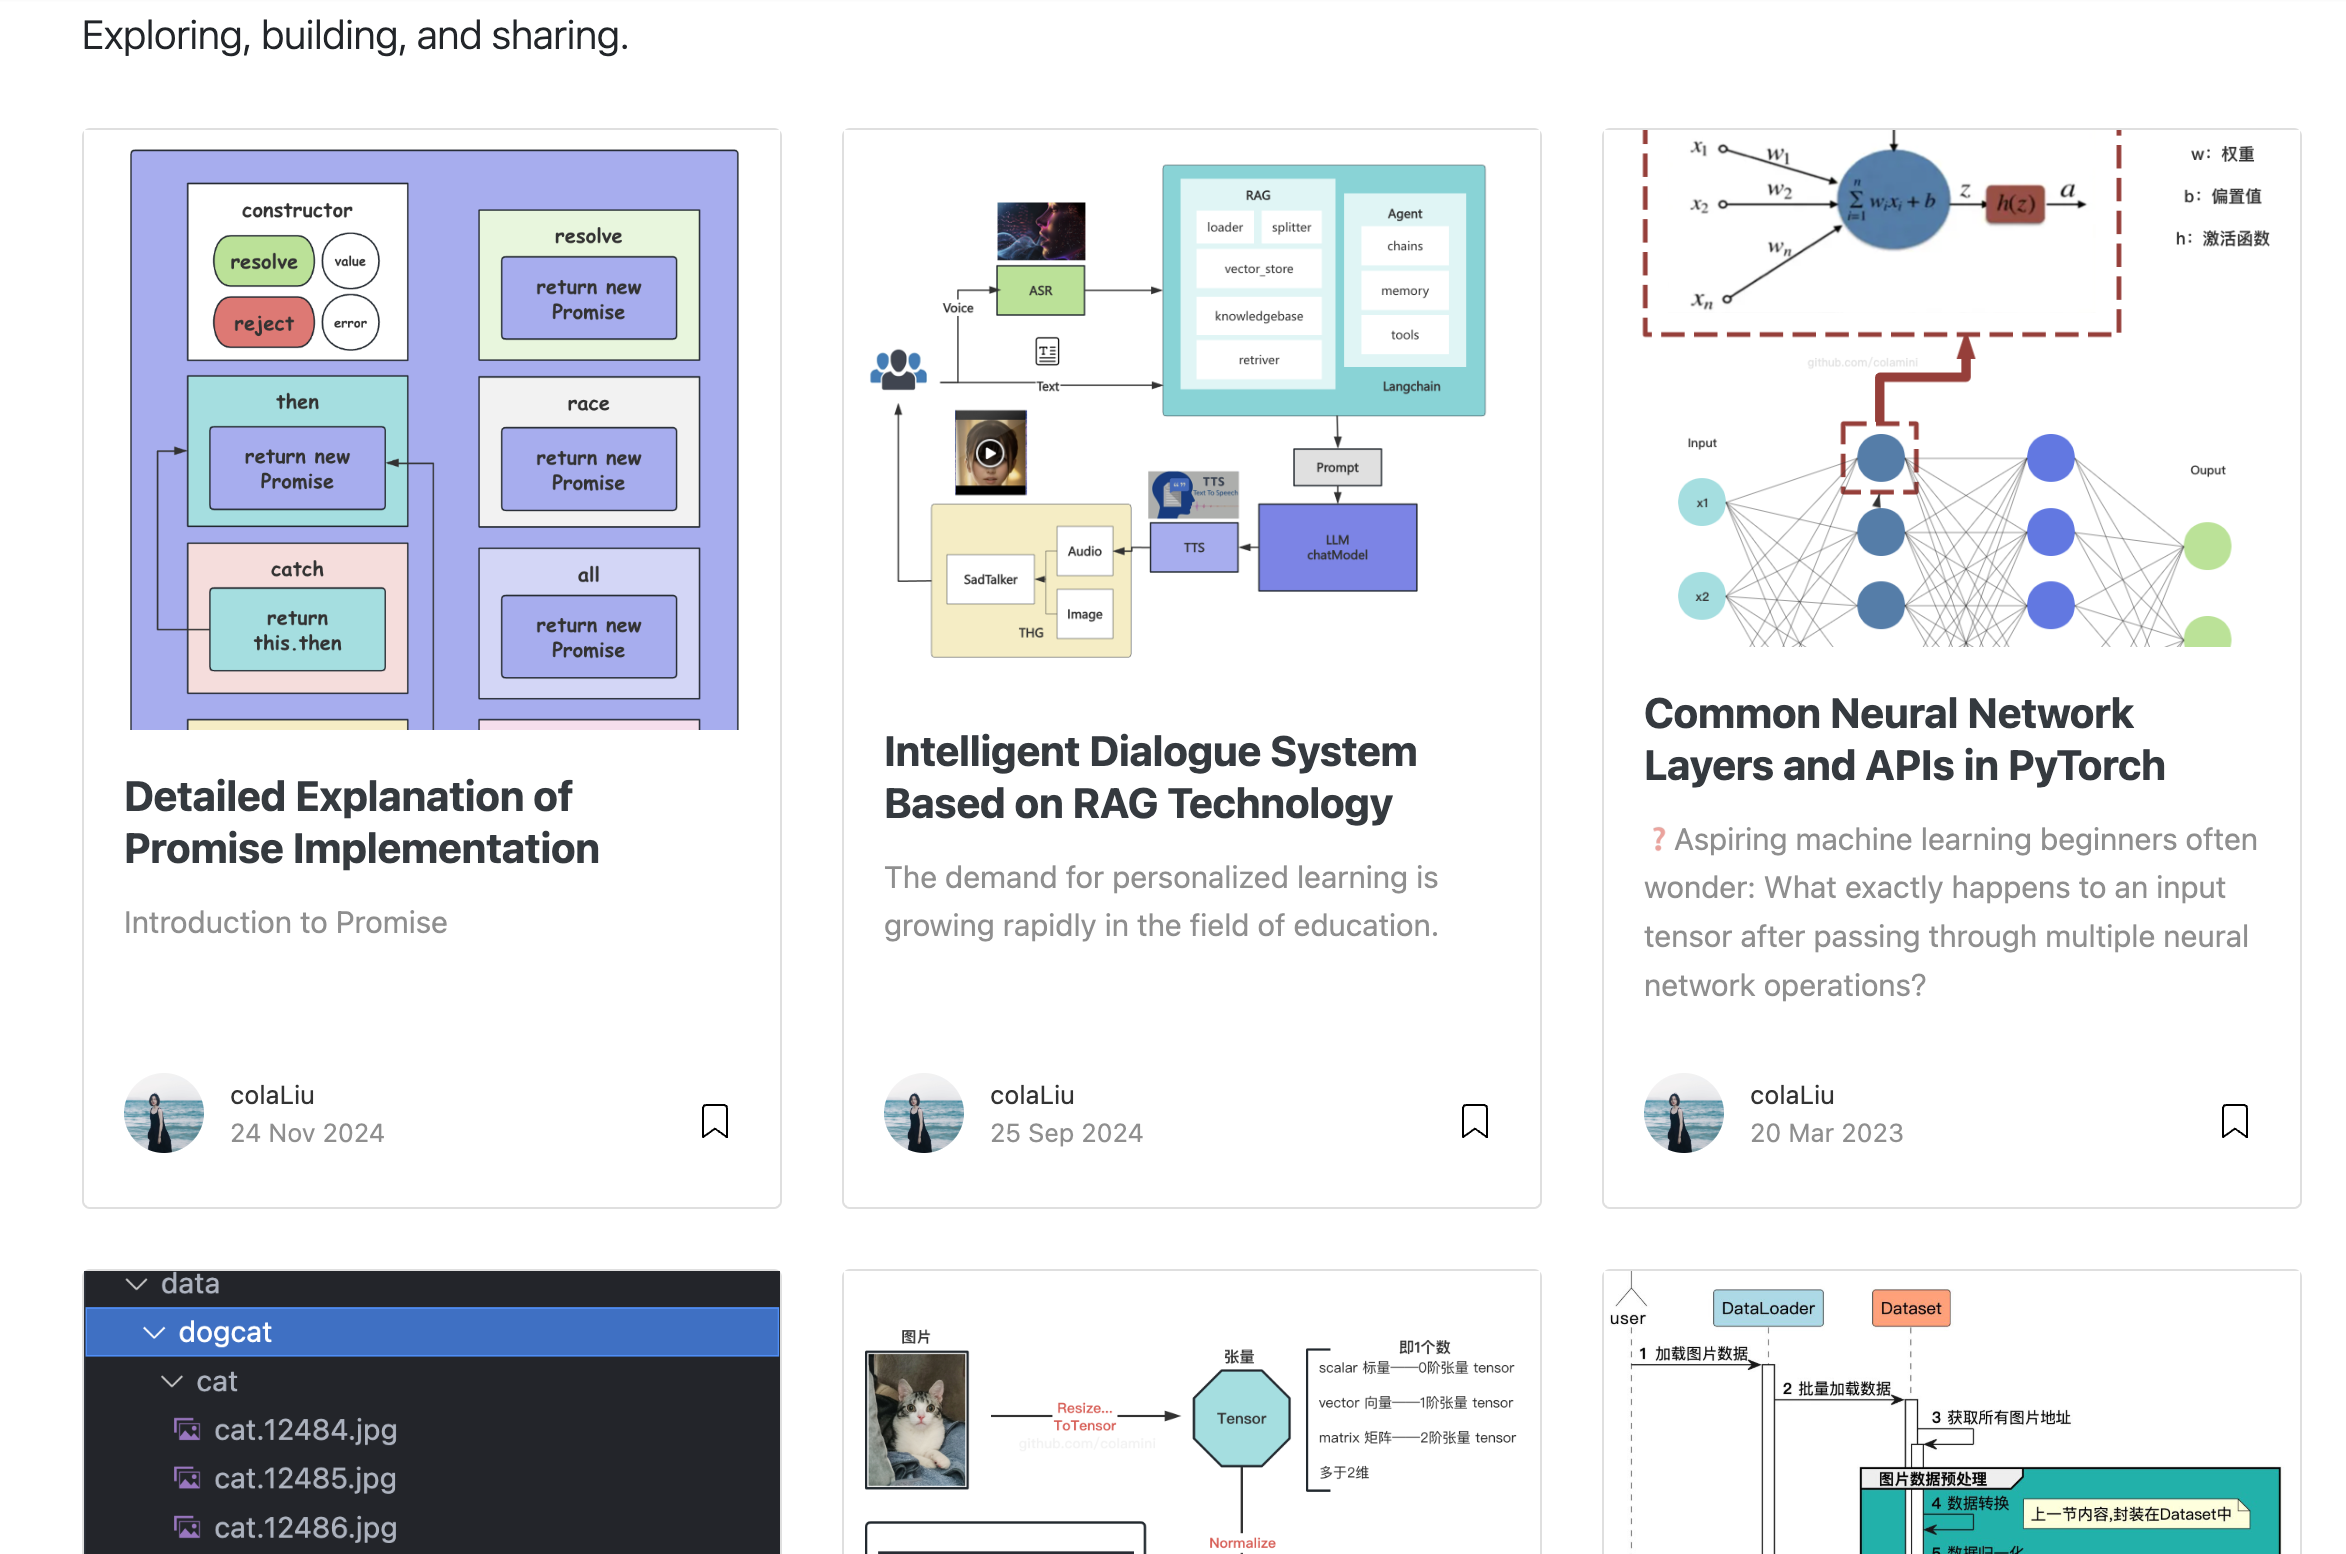 Exploring, building, and sharing.
constructor
resolve
value
reject
error
then
return new
Promise
catch
return
this.then
resolve
return new
Promise
race
return new
Promise
all
return new
Promise
Detailed Explanation of
Promise Implementation
Introduction to Promise
colaLiu
24 Nov 2024
RAG
loader
splitter
vector_store
knowledgebase
retriver
Agent
chains
memory
tools
Langchain
ASR
Voice
Text
Prompt
TTS
Text To Speech
TTS
LLM
chatModel
Audio
SadTalker
Image
THG
Intelligent Dialogue System
Based on RAG Technology
The demand for personalized learning is
growing rapidly in the field of education.
colaLiu
25 Sep 2024
x1
w1
x2
w2
wn
xn
n
∑ wixi + b
i=1
z
h(z)
a
w：权重
b：偏置值
h：激活函数
github.com/colamini
Input
Ouput
x1
x2
Common Neural Network
Layers and APIs in PyTorch
❓Aspiring machine learning beginners often
wonder: What exactly happens to an input
tensor after passing through multiple neural
network operations?
colaLiu
20 Mar 2023
data
dogcat
cat
cat.12484.jpg
cat.12485.jpg
cat.12486.jpg
图片
Resize...
ToTensor
github.com/colamini
张量
Tensor
Normalize
即1个数
scalar 标量——0阶张量 tensor
vector 向量——1阶张量 tensor
matrix 矩阵——2阶张量 tensor
多于2维
user
DataLoader
Dataset
1 加载图片数据
2 批量加载数据
3 获取所有图片地址
图片数据预处理
4 数据转换
上一节内容,封装在Dataset中
5 数据归一化